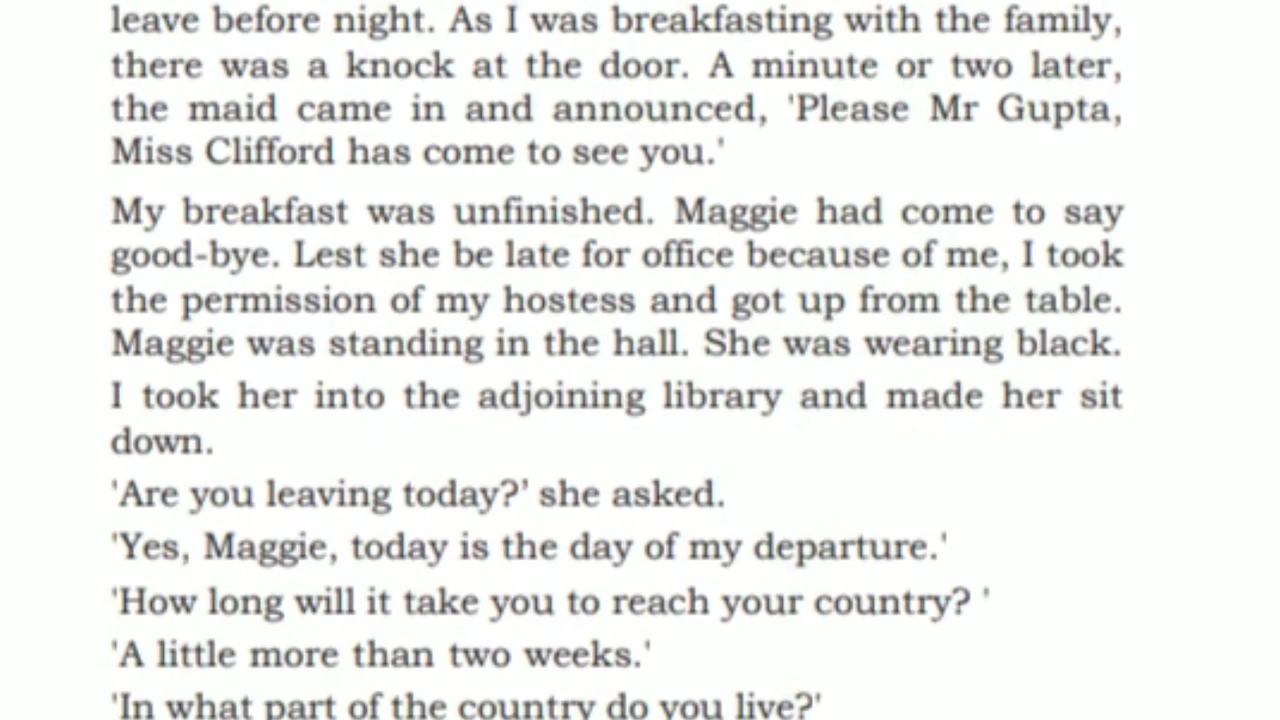 leave before night. As I was breakfasting with the family,
there was a knock at the door. A minute or two later,
the maid came in and announced, 'Please Mr Gupta,
Miss Clifford has come to see you.'
My breakfast was unfinished. Maggie had come to say
good-bye. Lest she be late for office because of me, I took
the permission of my hostess and got up from the table.
Maggie was standing in the hall. She was wearing black.
I took her into the adjoining library and made her sit
down.
'Are you leaving today?’ she asked.
'Yes, Maggie, today is the day of my departure.'
'How long will it take you to reach your country? '
'A little more than two weeks.'
'In what part of the country do you live?'